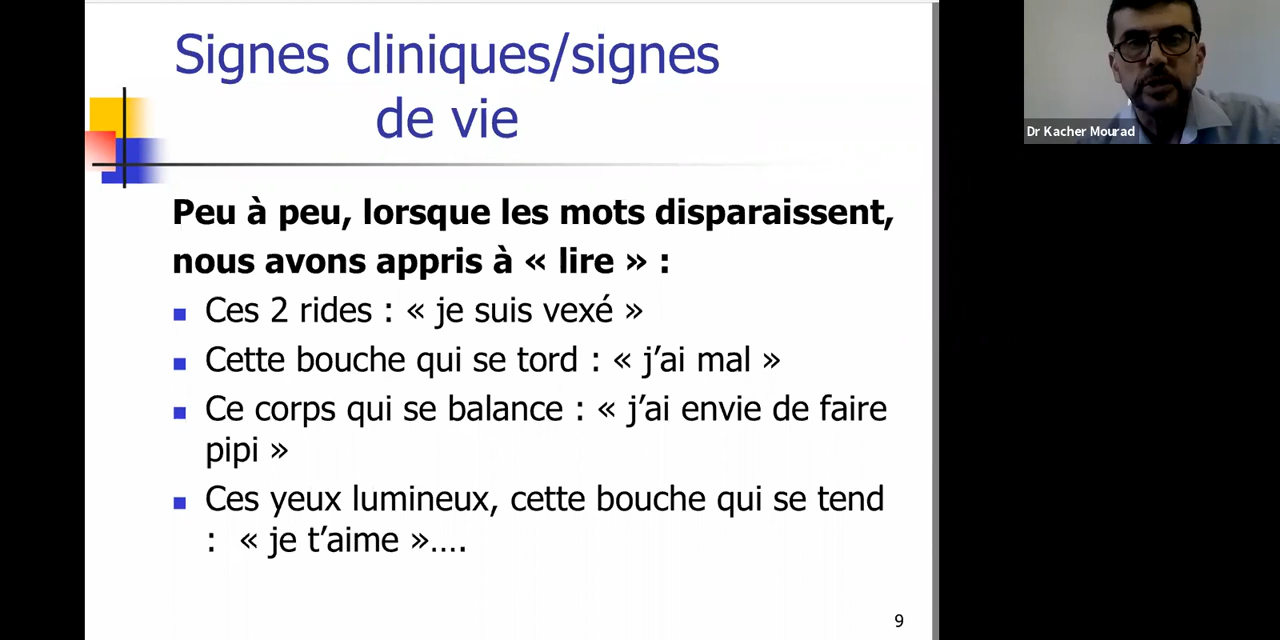 Signes cliniques/signes
de vie
Peu à peu, lorsque les mots disparaissent,
nous avons appris à « lire » :
Ces 2 rides : « je suis vexé »
Cette bouche qui se tord : « j’ai mal »
Ce corps qui se balance : « j’ai envie de faire
pipi »
Ces yeux lumineux, cette bouche qui se tend
: « je t’aime »….
9
Dr Kacher Mourad